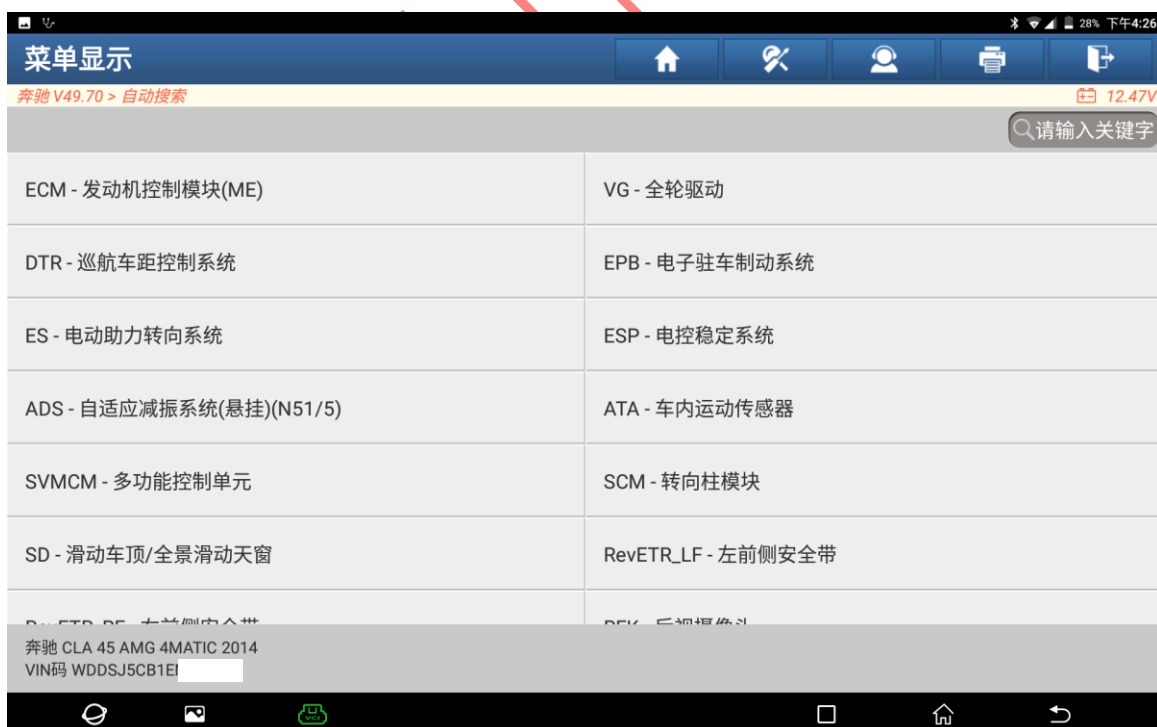 28% 下午4:26
菜单显示
奔驰 V49.70 > 自动搜索 12.47V
请输入关键字
ECM - 发动机控制模块(ME) VG - 全轮驱动
DTR - 巡航车距控制系统 EPB - 电子驻车制动系统
ES - 电动助力转向系统 ESP - 电控稳定系统
ADS - 自适应减振系统(悬挂)(N51/5) ATA - 车内运动传感器
SVMCM - 多功能控制单元 SCM - 转向柱模块
SD - 滑动车顶/全景滑动天窗 RevETR_LF - 左前侧安全带
奔驰 CLA 45 AMG 4MATIC 2014
VIN码 WDDSJ5CB1E
VCI